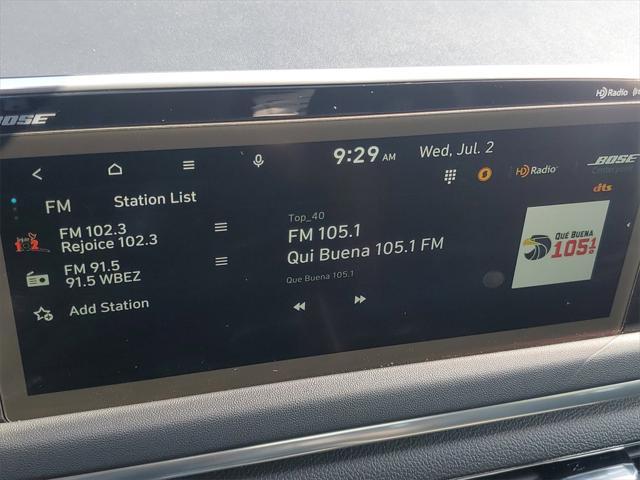 HD Radio
BOSE
9:29 AM
Wed, Jul. 2
HD Radio
BOSE
Centerpoint
dts
FM
Station List
FM 102.3
Rejoice 102.3
FM 91.5
91.5 WBEZ
Add Station
Top_40
FM 105.1
Qui Buena 105.1 FM
Que Buena 105.1
QUÉ BUENA
105.1